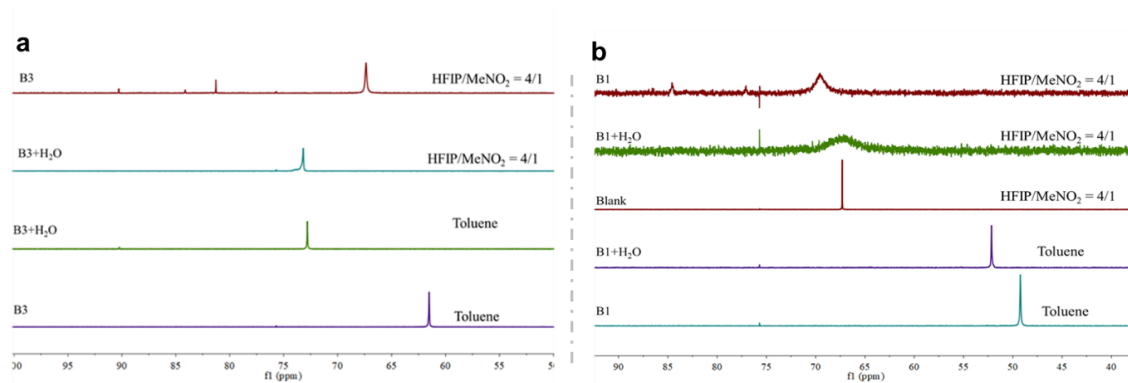 a
B3
HFIP/MeNO₂ = 4/1
B3+H₂O
HFIP/MeNO₂ = 4/1
B3+H₂O
Toluene
B3
Toluene
00 95 90 85 80 75 70 65 60 55 50
f1 (ppm)
b
B1
HFIP/MeNO₂ = 4/1
B1+H₂O
HFIP/MeNO₂ = 4/1
Blank
HFIP/MeNO₂ = 4/1
B1+H₂O
Toluene
B1
Toluene
90 85 80 75 70 65 60 55 50 45 40
f1 (ppm)